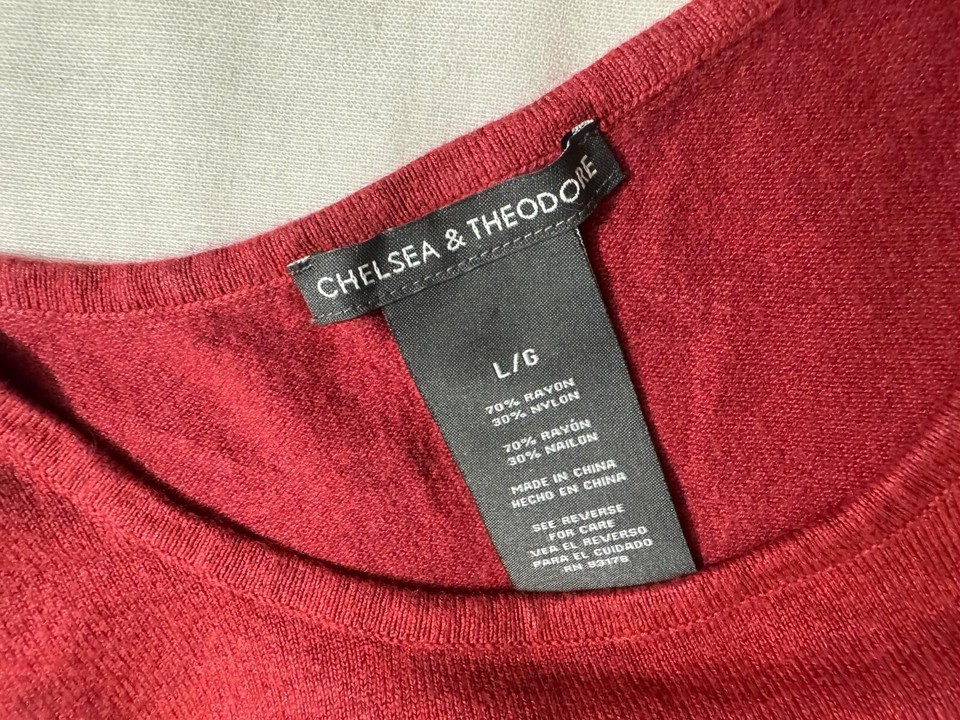 CHELSEA & THEODORE
L/G
70% RAYON
30% NYLON
70% RAYÓN
30% NAILON
MADE IN CHINA
HECHO EN CHINA
SEE REVERSE
FOR CARE
VEA EL REVERSO
PARA EL CUIDADO
RN 93178